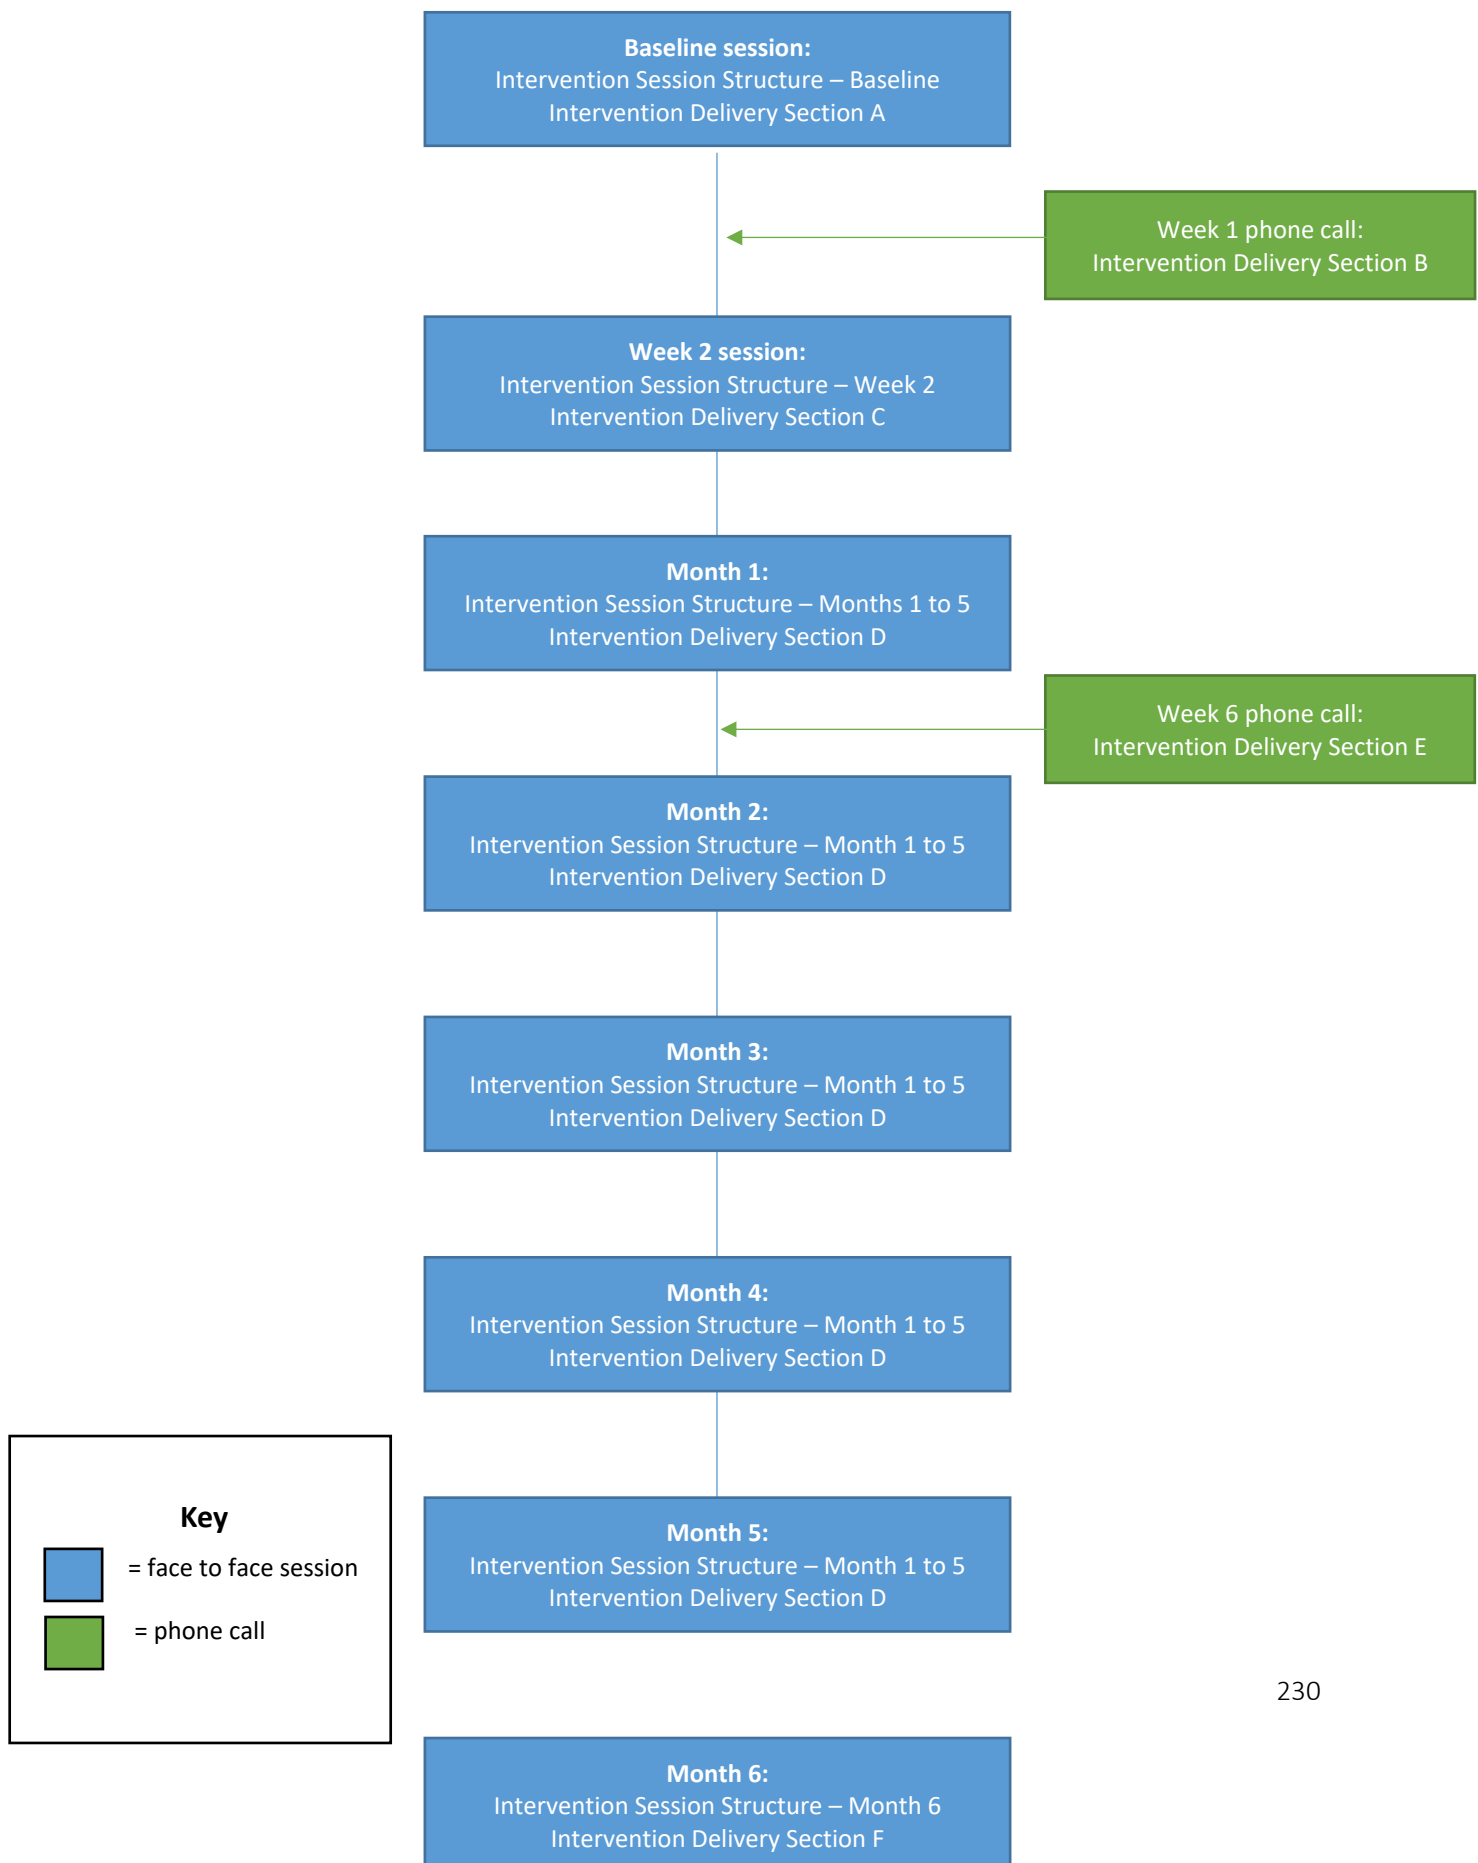 Baseline session:
Intervention Session Structure – Baseline
Intervention Delivery Section A
Week 1 phone call:
Intervention Delivery Section B
Week 2 session:
Intervention Session Structure – Week 2
Intervention Delivery Section C
Month 1:
Intervention Session Structure – Months 1 to 5
Intervention Delivery Section D
Week 6 phone call:
Intervention Delivery Section E
Month 2:
Intervention Session Structure – Month 1 to 5
Intervention Delivery Section D
Month 3:
Intervention Session Structure – Month 1 to 5
Intervention Delivery Section D
Month 4:
Intervention Session Structure – Month 1 to 5
Intervention Delivery Section D
Key
= face to face session
= phone call
Month 5:
Intervention Session Structure – Month 1 to 5
Intervention Delivery Section D
230
Month 6:
Intervention Session Structure – Month 6
Intervention Delivery Section F